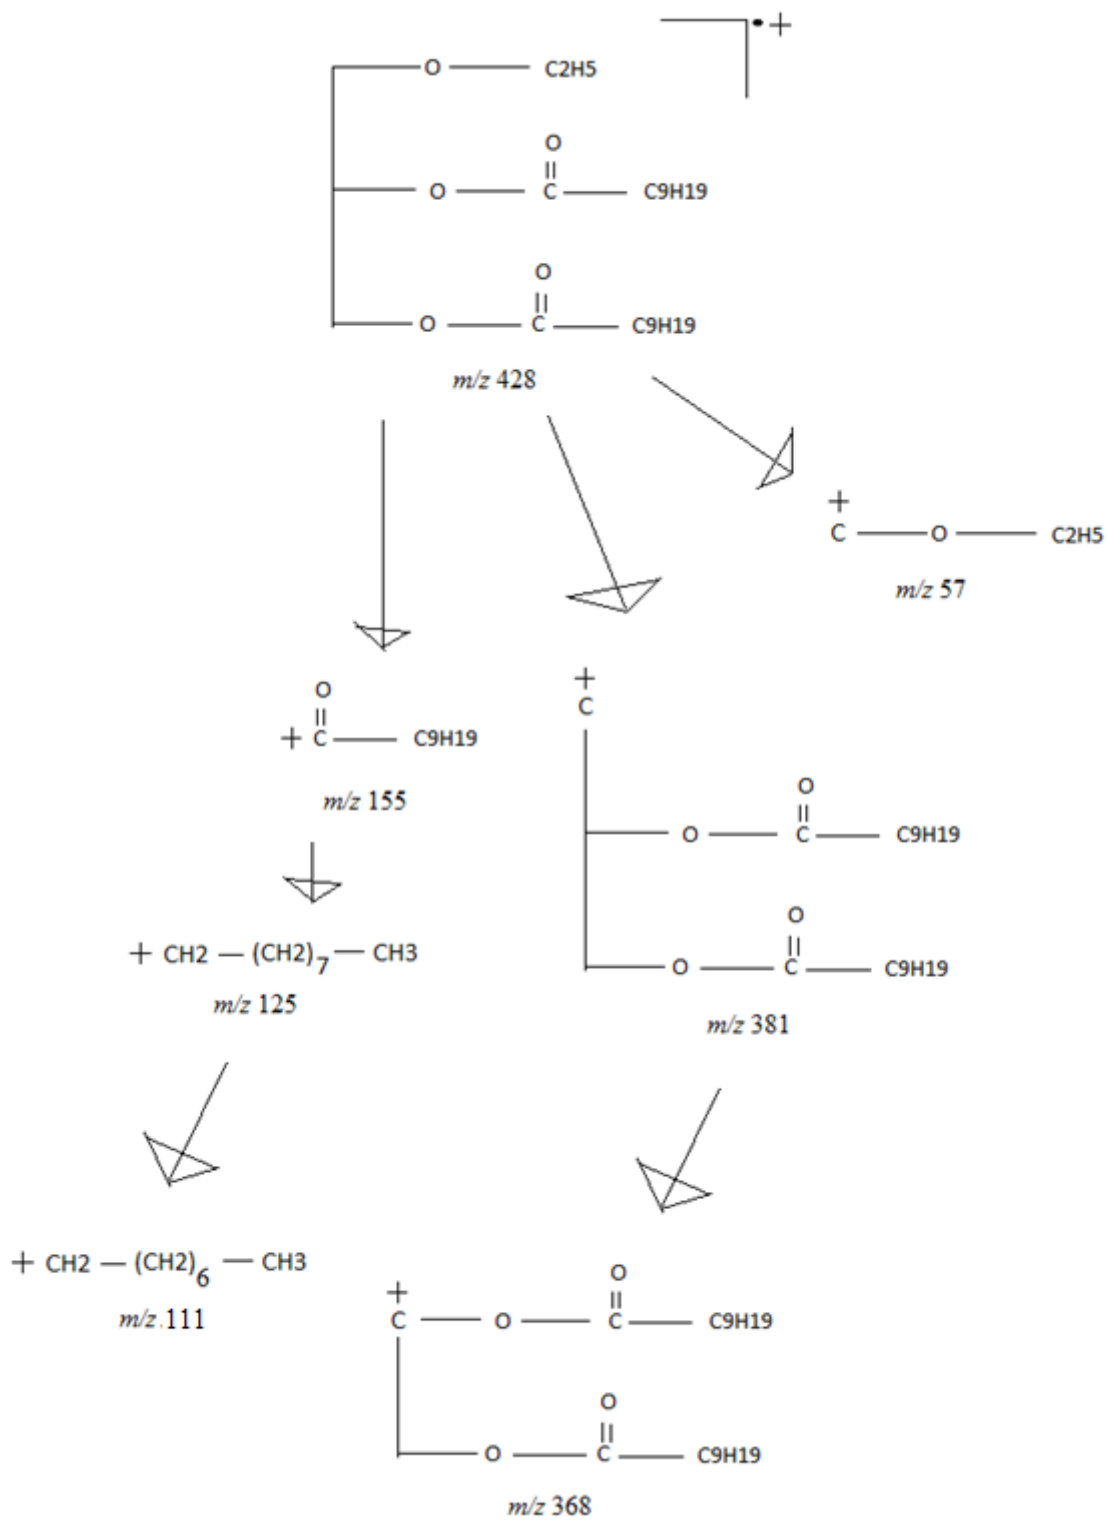 •+
O C2H5
O
O C C9H19
O
O C C9H19
m/z 428
+
C O C2H5
m/z 57
+
C
O
+ C C9H19
m/z 155
O
O C C9H19
+ CH2 — (CH2)7 — CH3
m/z 125
O
O C C9H19
m/z 381
+ CH2 — (CH2)6 — CH3
m/z 111
O
+
C O C C9H19
O
O C C9H19
m/z 368